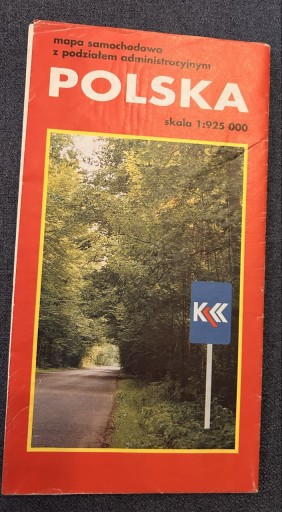 mapa samochodowa
z podziałem administracyjnym
POLSKA
skala 1:925 000